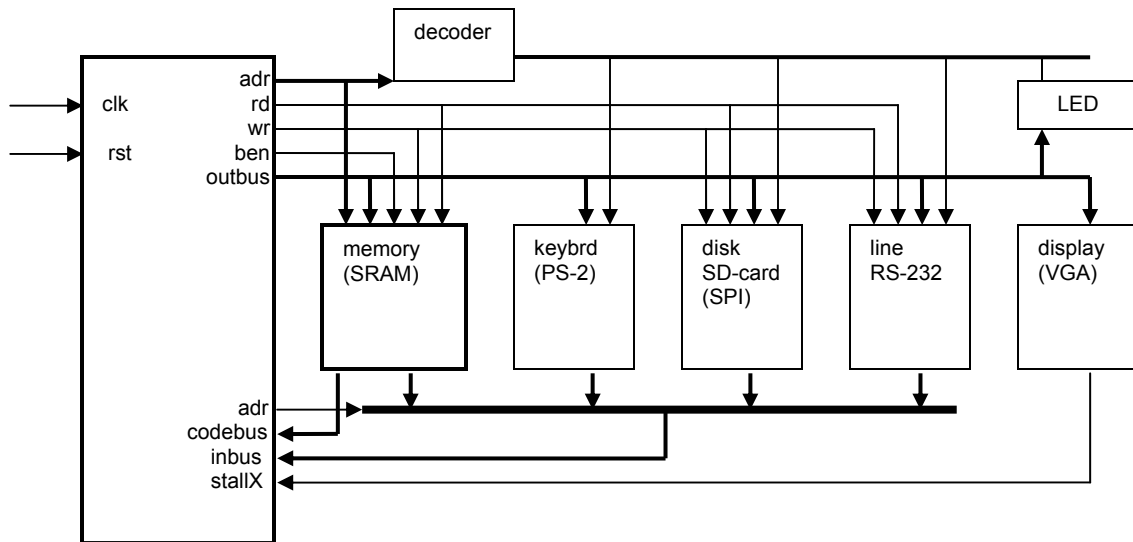 decoder
adr
rd
wr
ben
outbus
clk
rst
LED
memory
(SRAM)
keybrd
(PS-2)
disk
SD-card
(SPI)
line
RS-232
display
(VGA)
adr
codebus
inbus
stallX